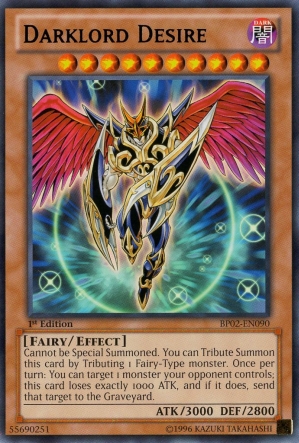 DARKLORD DESIRE
DARK
闇
1st Edition
BP02-EN090
[FAIRY/EFFECT]
Cannot be Special Summoned. You can Tribute Summon
this card by Tributing 1 Fairy-Type monster. Once per
turn: You can target 1 monster your opponent controls;
this card loses exactly 1000 ATK, and if it does, send
that target to the Graveyard.
ATK/3000 DEF/2800
55690251
©1996 KAZUKI TAKAHASHI